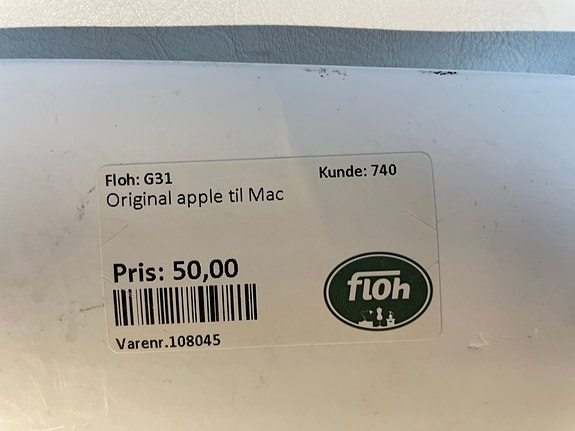 Floh: G31 Kunde: 740
Original apple til Mac
Pris: 50,00
floh
Varenr.108045